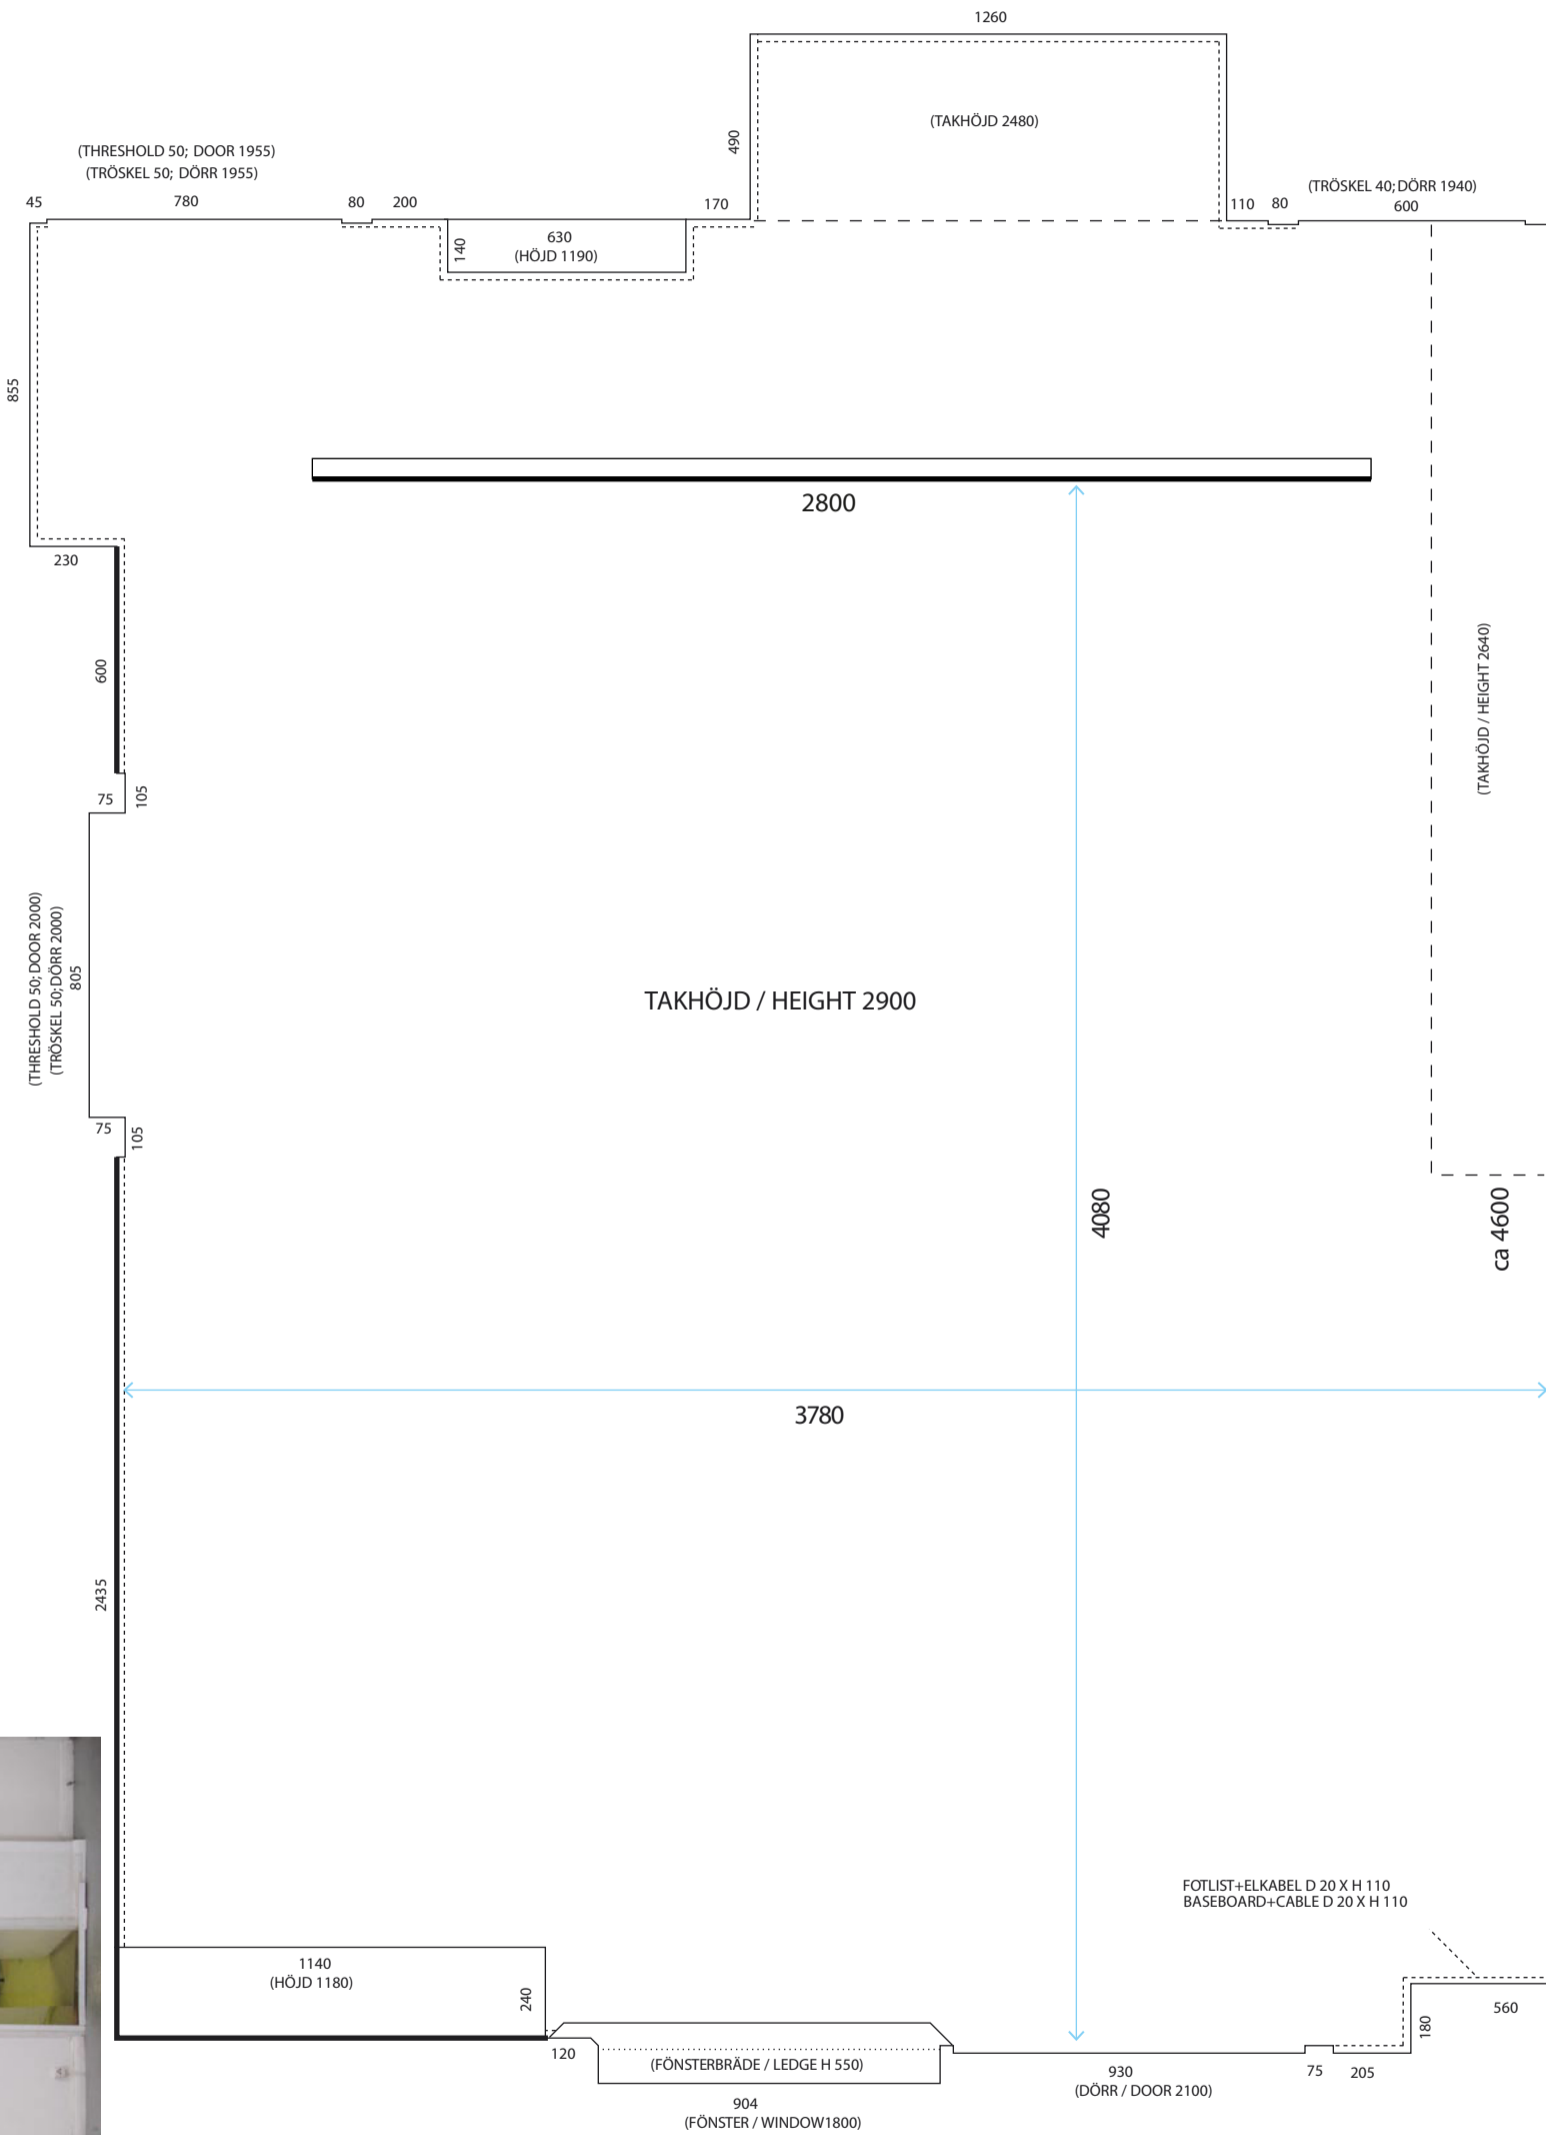 1260
(TAKHÖJD 2480)
490
(THRESHOLD 50; DOOR 1955)
(TRÖSKEL 50; DÖRR 1955)
(TRÖSKEL 40; DÖRR 1940)
45
780
80
200
170
110
80
600
140
630
(HÖJD 1190)
855
2800
230
600
(TAKHÖJD / HEIGHT 2640)
75
105
(THRESHOLD 50; DOOR 2000)
(TRÖSKEL 50; DÖRR 2000)
805
TAKHÖJD / HEIGHT 2900
75
105
4080
ca 4600
3780
2435
FOTLIST+ELKABEL D 20 X H 110
BASEBOARD+CABLE D 20 X H 110
1140
(HÖJD 1180)
240
560
180
120
(FÖNSTERBRÄDE / LEDGE H 550)
930
(DÖRR / DOOR 2100)
75
205
904
(FÖNSTER / WINDOW1800)